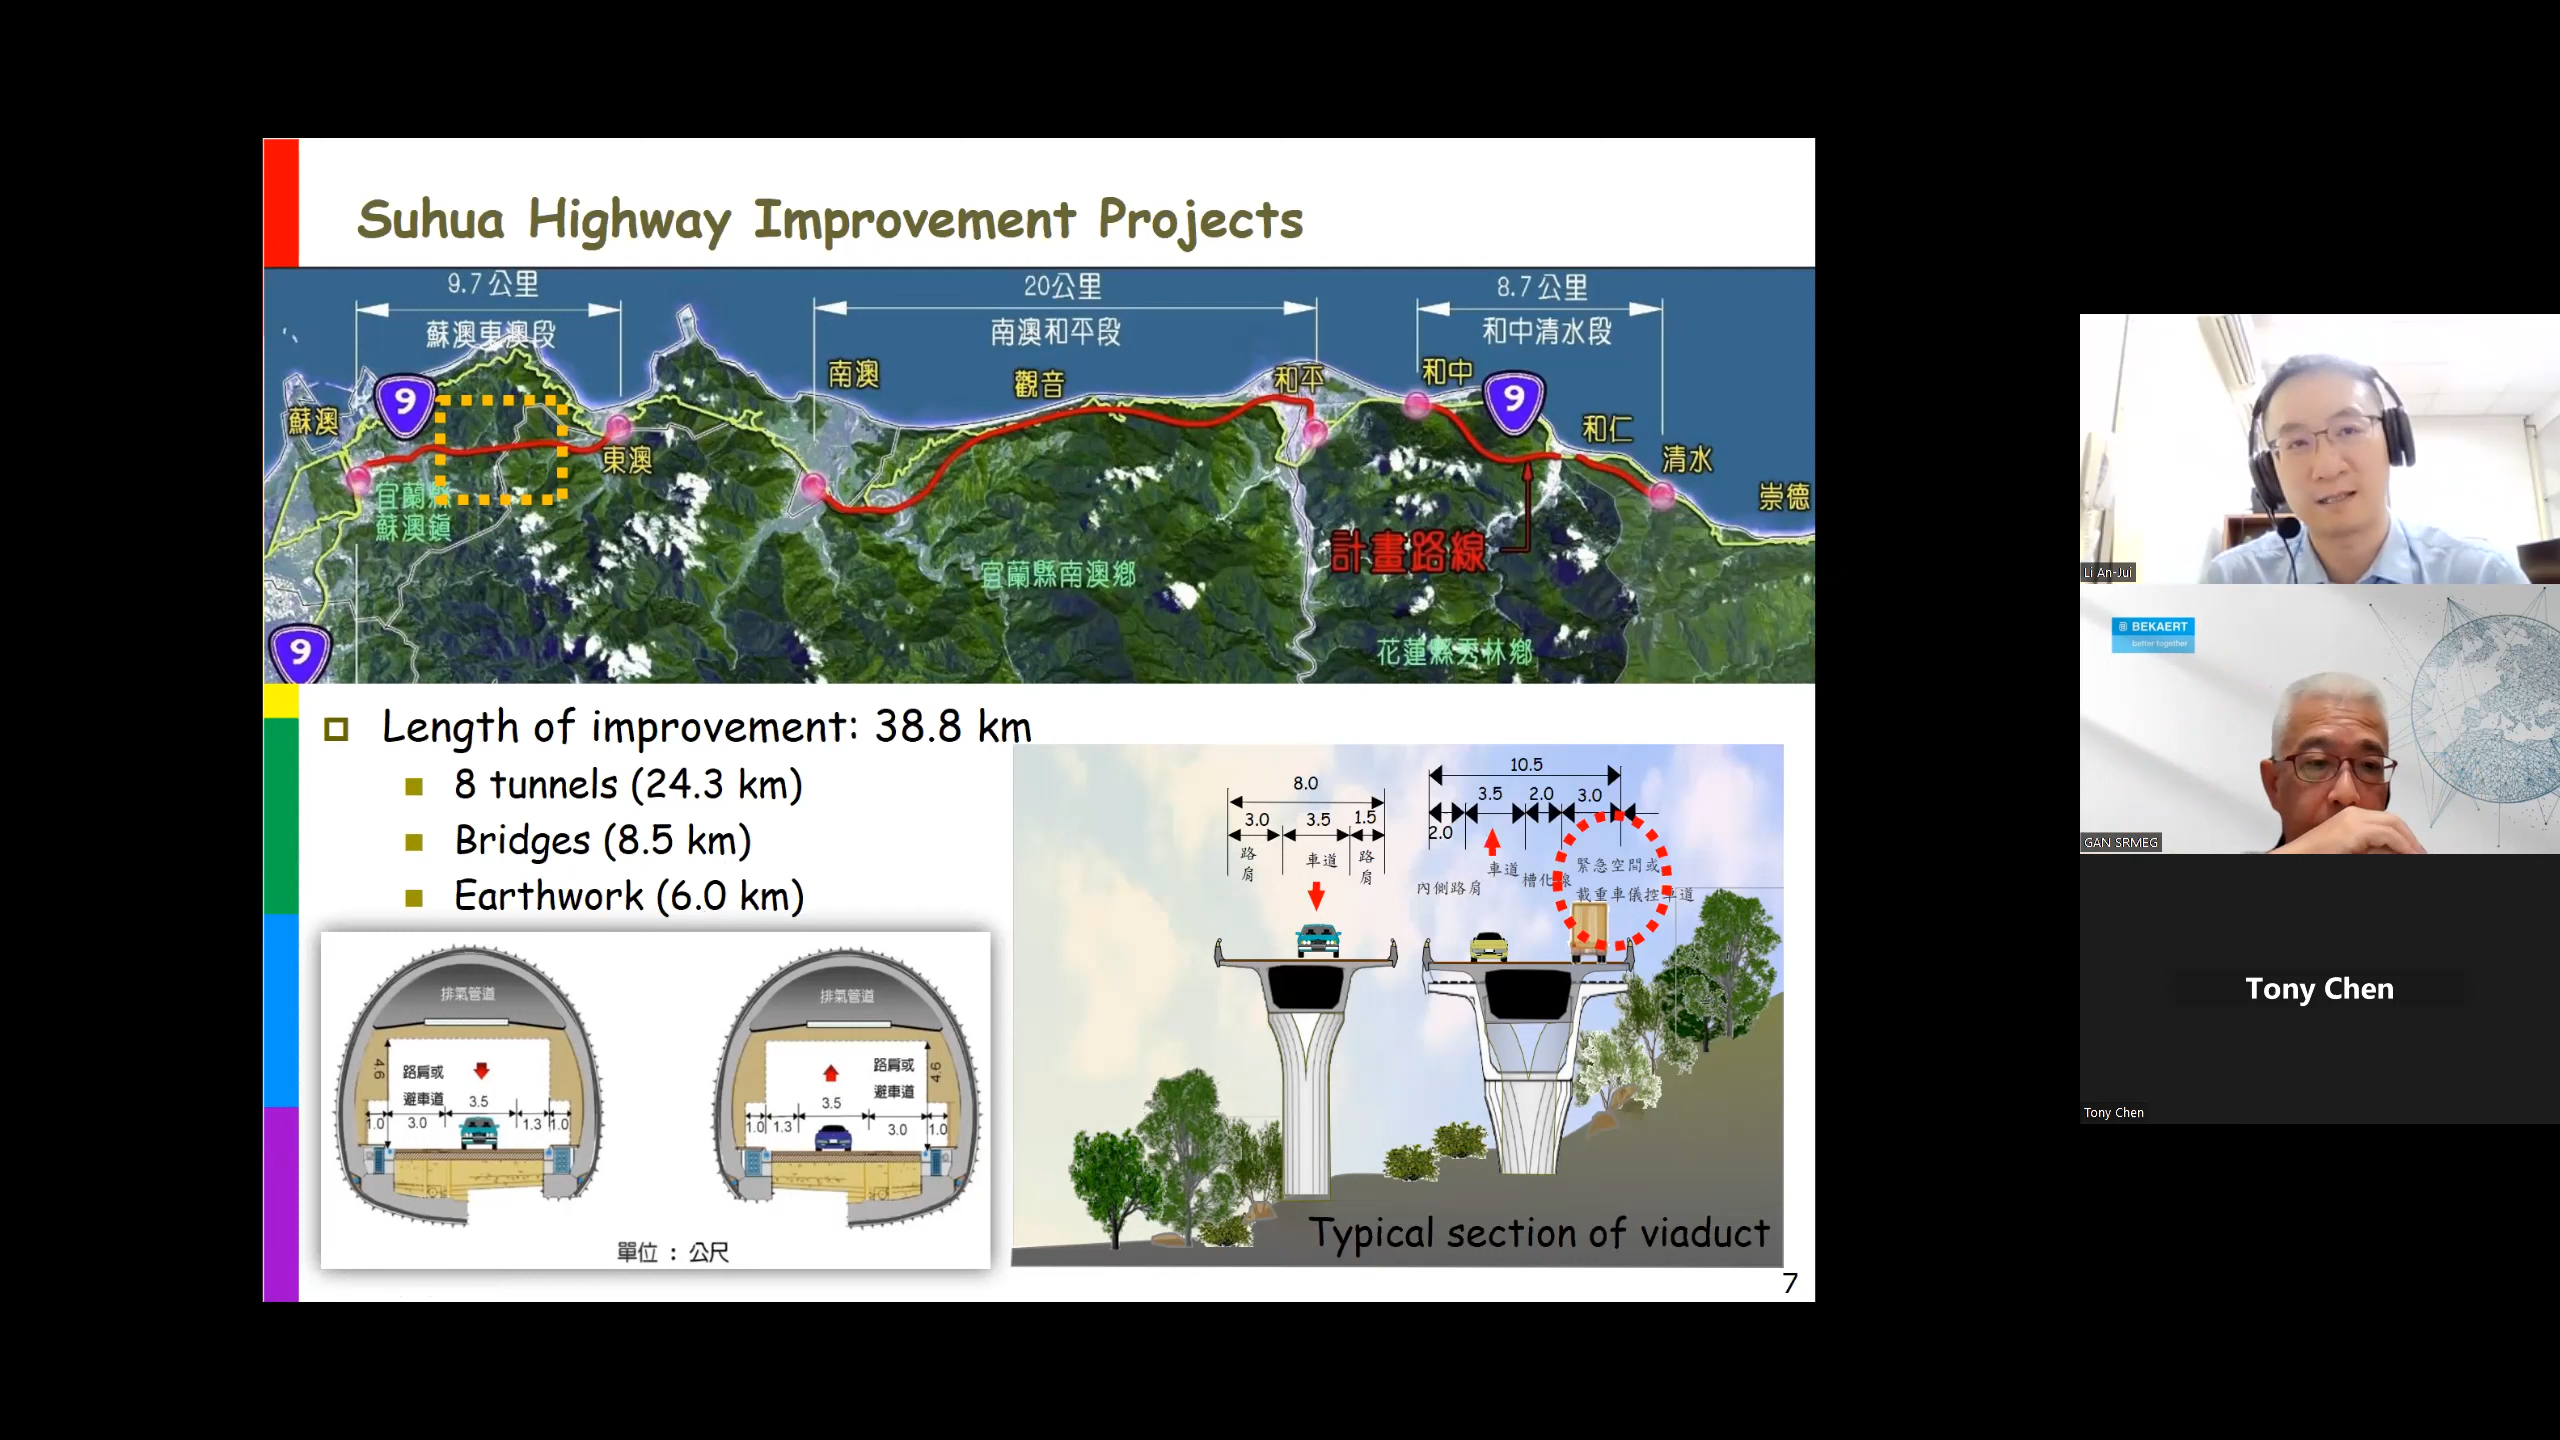 Suhua Highway Improvement Projects
9.7公里
20公里
8.7公里
蘇澳東澳段
南澳和平段
和中清水段
南澳
觀音
和平
和中
9
9
蘇澳
和仁
東澳
清水
崇德
宜蘭縣
蘇澳鎮
計畫路線
宜蘭縣南澳鄉
9
花蓮縣秀林鄉
Length of improvement: 38.8 km
8 tunnels (24.3 km)
Bridges (8.5 km)
Earthwork (6.0 km)
排氣管道
4.6
路肩或
避車道
3.5
1.0
3.0
1.3
1.0
排氣管道
路肩或
避車道
4.6
3.5
1.0
1.3
3.0
1.0
單位：公尺
8.0
3.0
3.5
1.5
路肩
車道
路肩
10.5
3.5
2.0
3.0
2.0
內側路肩
車道
槽化線
緊急空間或
載重車儀控車道
Typical section of viaduct
7
Li An-Jui
BEKAERT
better together
GAN SRMEG
Tony Chen
Tony Chen